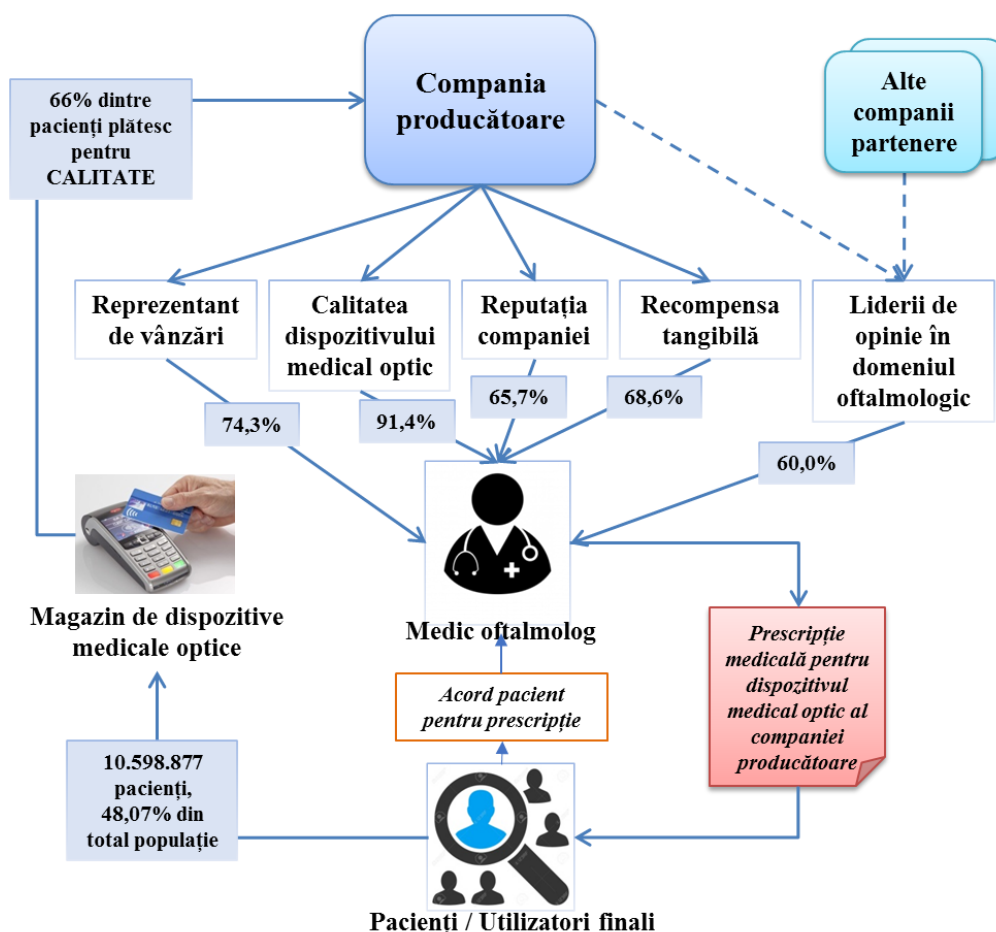 Compania
producătoare
Alte
companii
partenere
66% dintre
pacienți plătesc
pentru
CALITATE
Reprezentant
de vânzări
Calitatea
dispozitivului
medical optic
Reputația
companiei
Recompensa
tangibilă
Liderii de
opinie în
domeniul
oftalmologic
74,3%
91,4%
65,7%
68,6%
60,0%
Magazin de dispozitive
medicale optice
Medic oftalmolog
Prescripție
medicală pentru
dispozitivul
medical optic al
companiei
producătoare
Acord pacient
pentru prescripție
10.598.877
pacienți,
48,07% din
total populație
Pacienți / Utilizatori finali